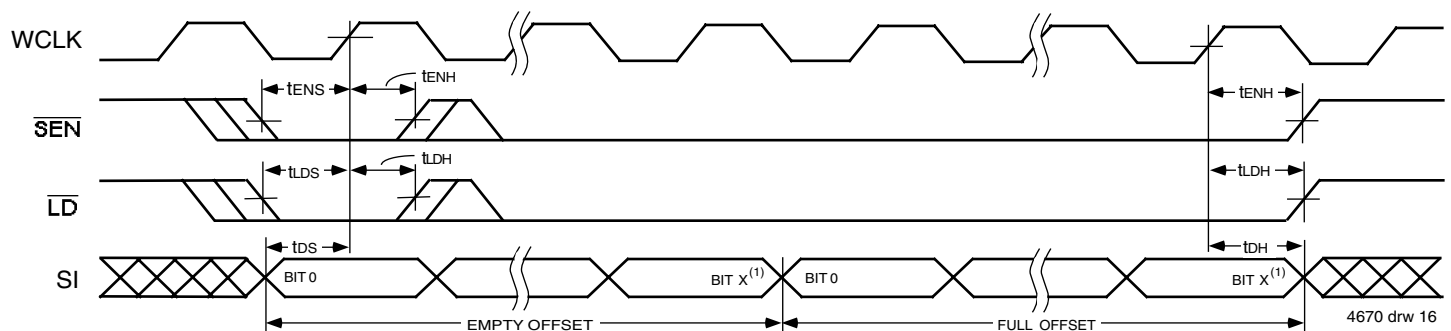 WCLK
tENS
tENH
tENH
SEN
tLDS
tLDH
tLDH
LD
tDS
tDH
SI
BIT 0
BIT X(1)
BIT 0
BIT X(1)
EMPTY OFFSET
FULL OFFSET
4670 drw 16